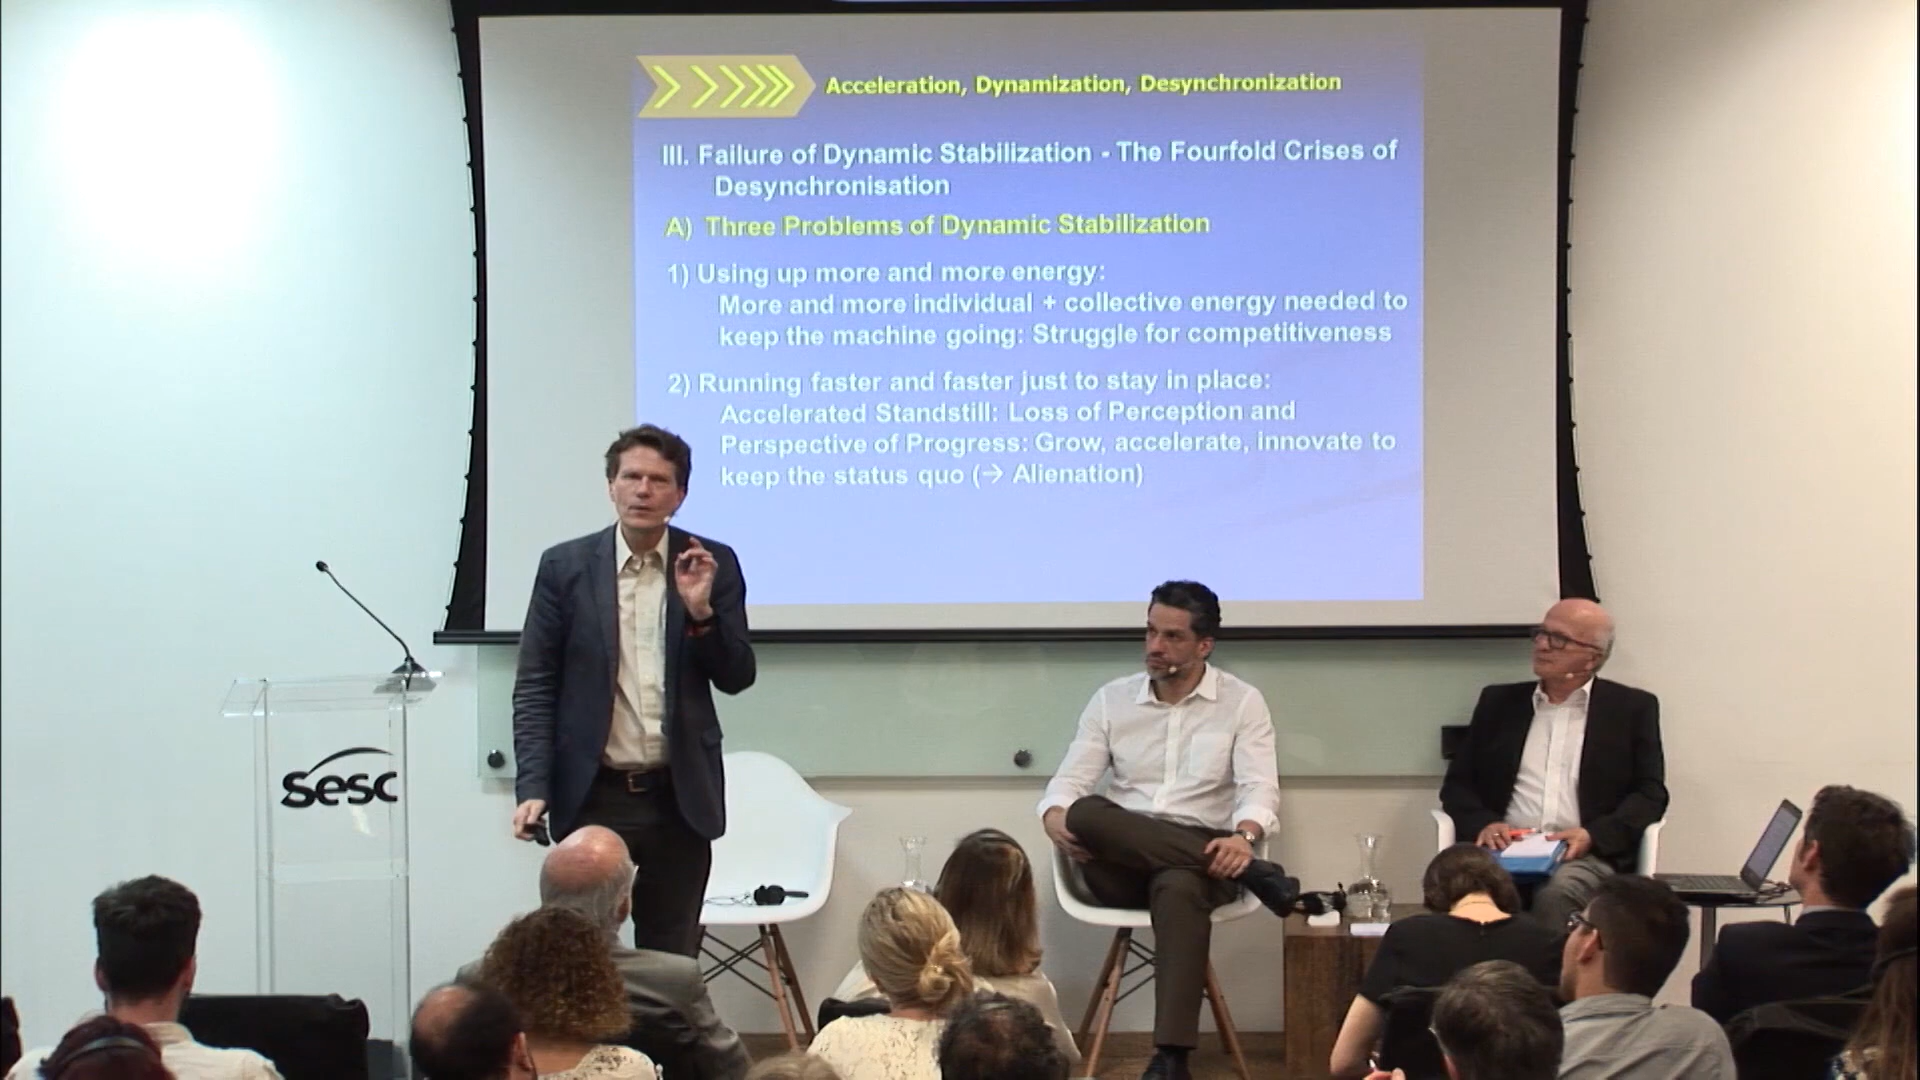 Acceleration, Dynamization, Desynchronization
III. Failure of Dynamic Stabilization - The Fourfold Crises of
Desynchronisation
A) Three Problems of Dynamic Stabilization
1) Using up more and more energy:
More and more individual + collective energy needed to
keep the machine going: Struggle for competitiveness
2) Running faster and faster just to stay in place:
Accelerated Standstill: Loss of Perception and
Perspective of Progress: Grow, accelerate, innovate to
keep the status quo (→ Alienation)
sesc